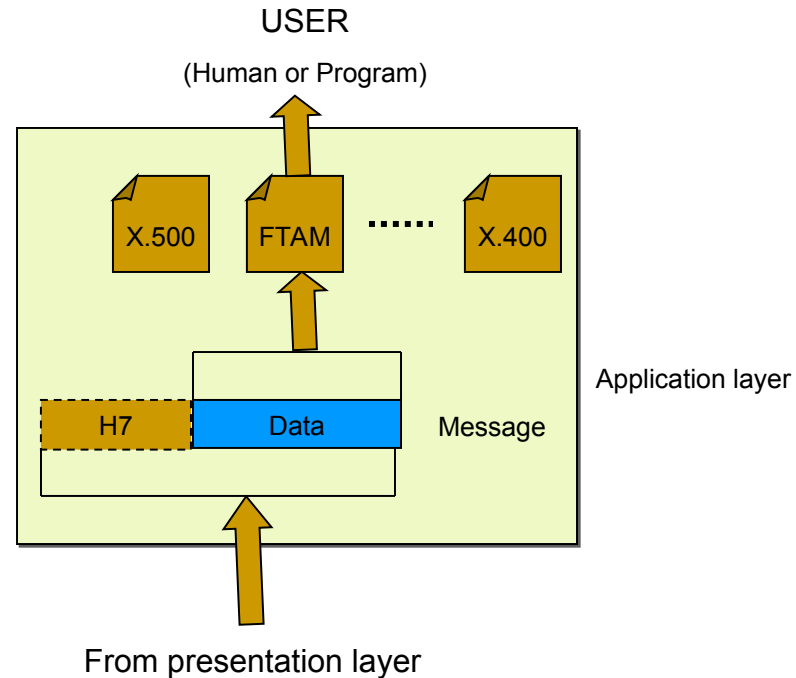 USER
(Human or Program)
X.500
FTAM
......
X.400
Application layer
H7
Data
Message
From presentation layer